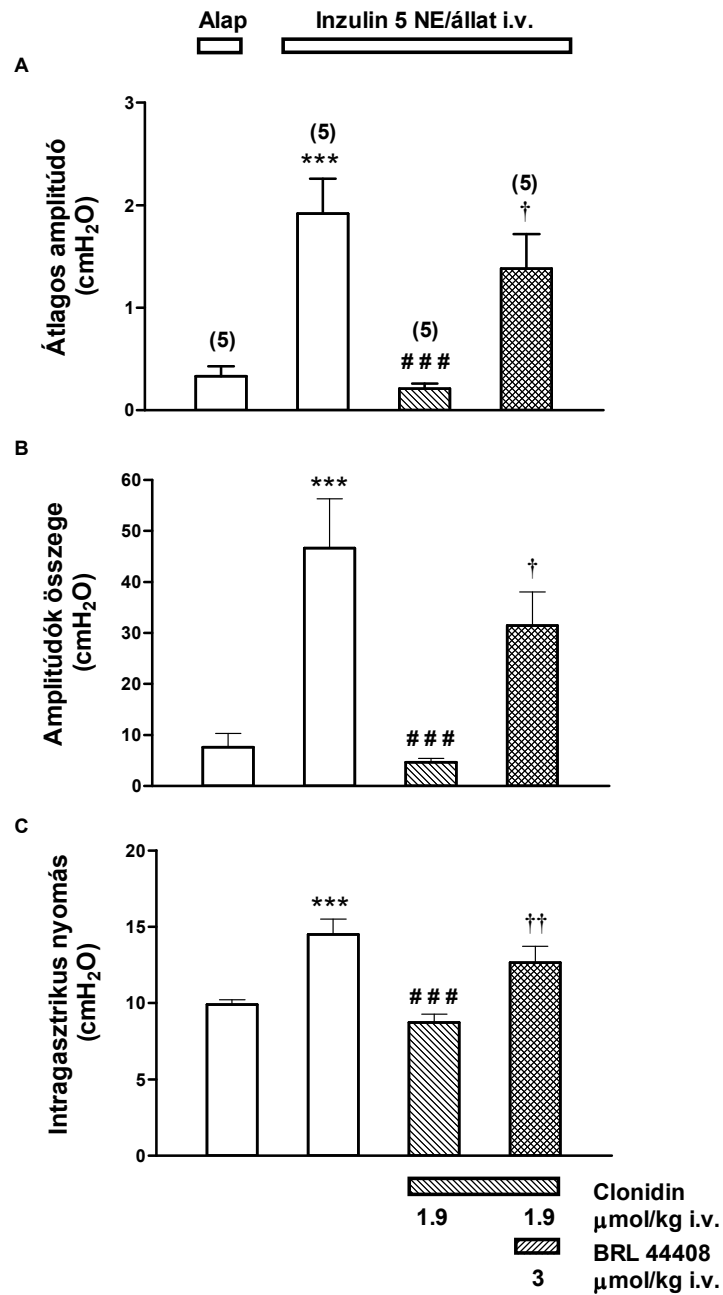 Alap Inzulin 5 NE/állat i.v.
A
Átlagos amplitúdó
(cmH₂O)
3
2
1
0
(5)
(5)
***
(5)
# # #
(5)
†
B
Amplitúdók összege
(cmH₂O)
60
50
40
30
20
10
0
***
# # #
†
C
Intragasztrikus nyomás
(cmH₂O)
20
15
10
5
0
***
# # #
††
Clonidin
1.9 1.9 μmol/kg i.v.
BRL 44408
3 μmol/kg i.v.